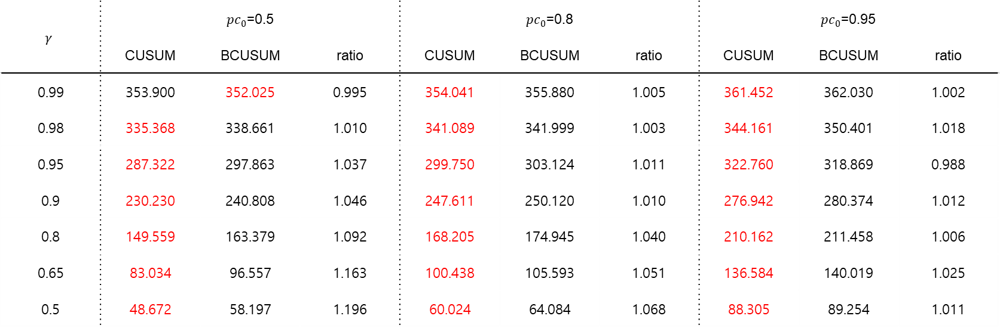 γ pc₀=0.5 pc₀=0.8 pc₀=0.95
CUSUM BCUSUM ratio CUSUM BCUSUM ratio CUSUM BCUSUM ratio
0.99 353.900 352.025 0.995 354.041 355.880 1.005 361.452 362.030 1.002
0.98 335.368 338.661 1.010 341.089 341.999 1.003 344.161 350.401 1.018
0.95 287.322 297.863 1.037 299.750 303.124 1.011 322.760 318.869 0.988
0.9 230.230 240.808 1.046 247.611 250.120 1.010 276.942 280.374 1.012
0.8 149.559 163.379 1.092 168.205 174.945 1.040 210.162 211.458 1.006
0.65 83.034 96.557 1.163 100.438 105.593 1.051 136.584 140.019 1.025
0.5 48.672 58.197 1.196 60.024 64.084 1.068 88.305 89.254 1.011